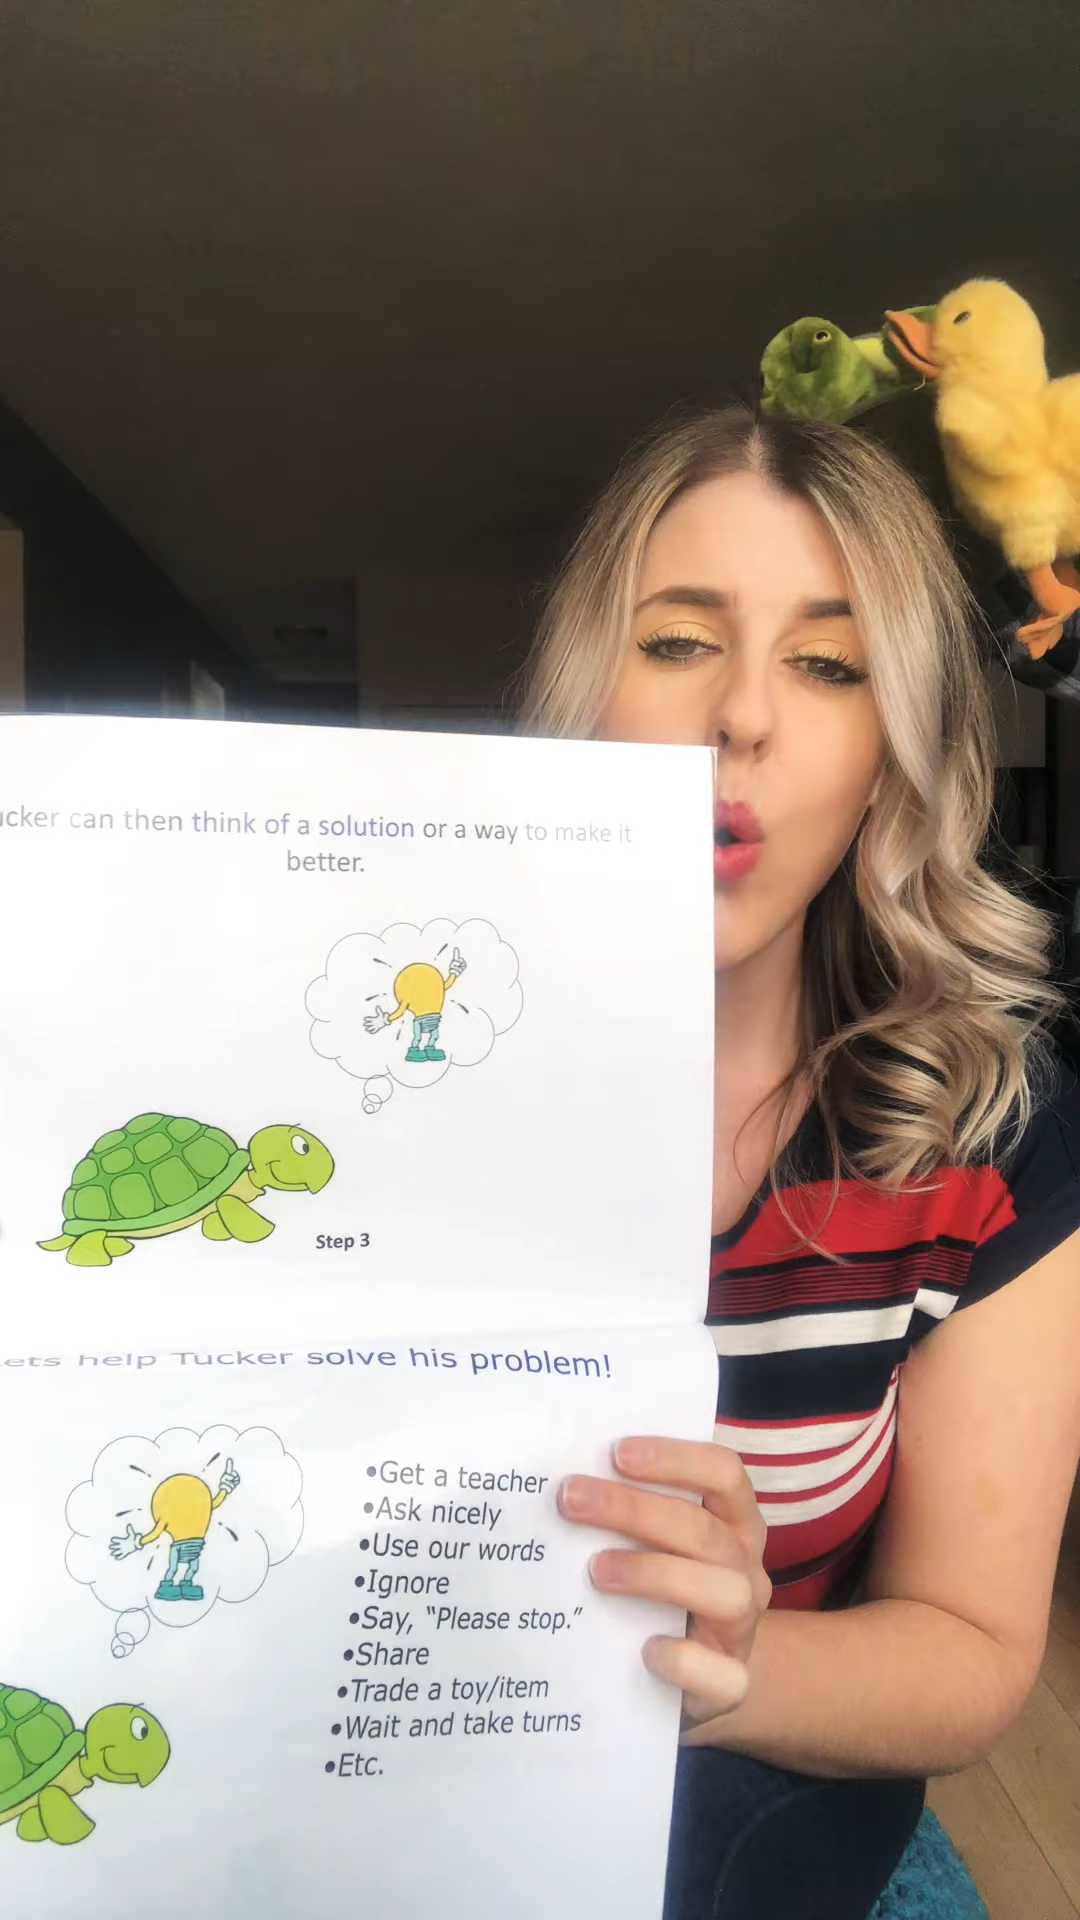 ucker can then think of a solution or a way to make it
better.
Step 3
ets help Tucker solve his problem!
•Get a teacher
•Ask nicely
•Use our words
•Ignore
•Say, “Please stop.”
•Share
•Trade a toy/item
•Wait and take turns
•Etc.